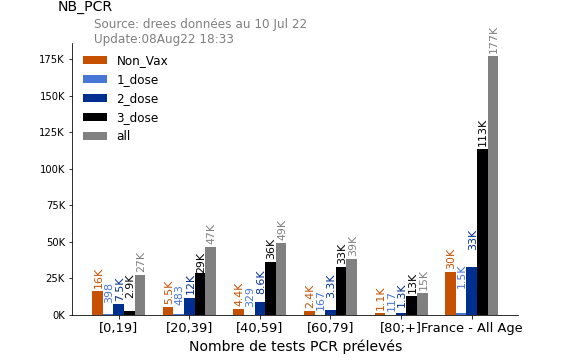 NB_PCR
Source: drees données au 10 Jul 22
Update:08Aug22 18:33
Non_Vax
1_dose
2_dose
3_dose
all
175K
150K
125K
100K
75K
50K
25K
0K
16K 398 7.5K 2.9K 27K
5.5K 483 12K 29K 47K
4.4K 329 8.6K 36K 49K
2.4K 167 3.3K 33K 39K
1.1K 117 1.3K 13K 15K
30K 1.5K 33K 113K 177K
[0,19] [20,39] [40,59] [60,79] [80;+] France - All Age
Nombre de tests PCR prélevés